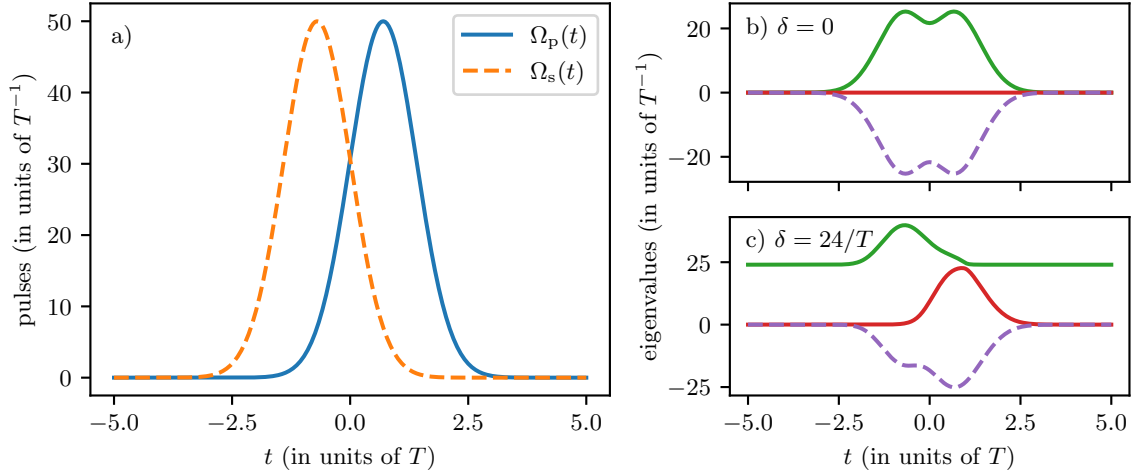 a)
Ω_p(t)
Ω_s(t)
50
40
30
20
10
0
pulses (in units of T⁻¹)
−5.0
−2.5
0.0
2.5
5.0
t (in units of T)
b) δ = 0
20
0
−20
c) δ = 24/T
25
0
−25
eigenvalues (in units of T⁻¹)
−5.0
−2.5
0.0
2.5
5.0
t (in units of T)